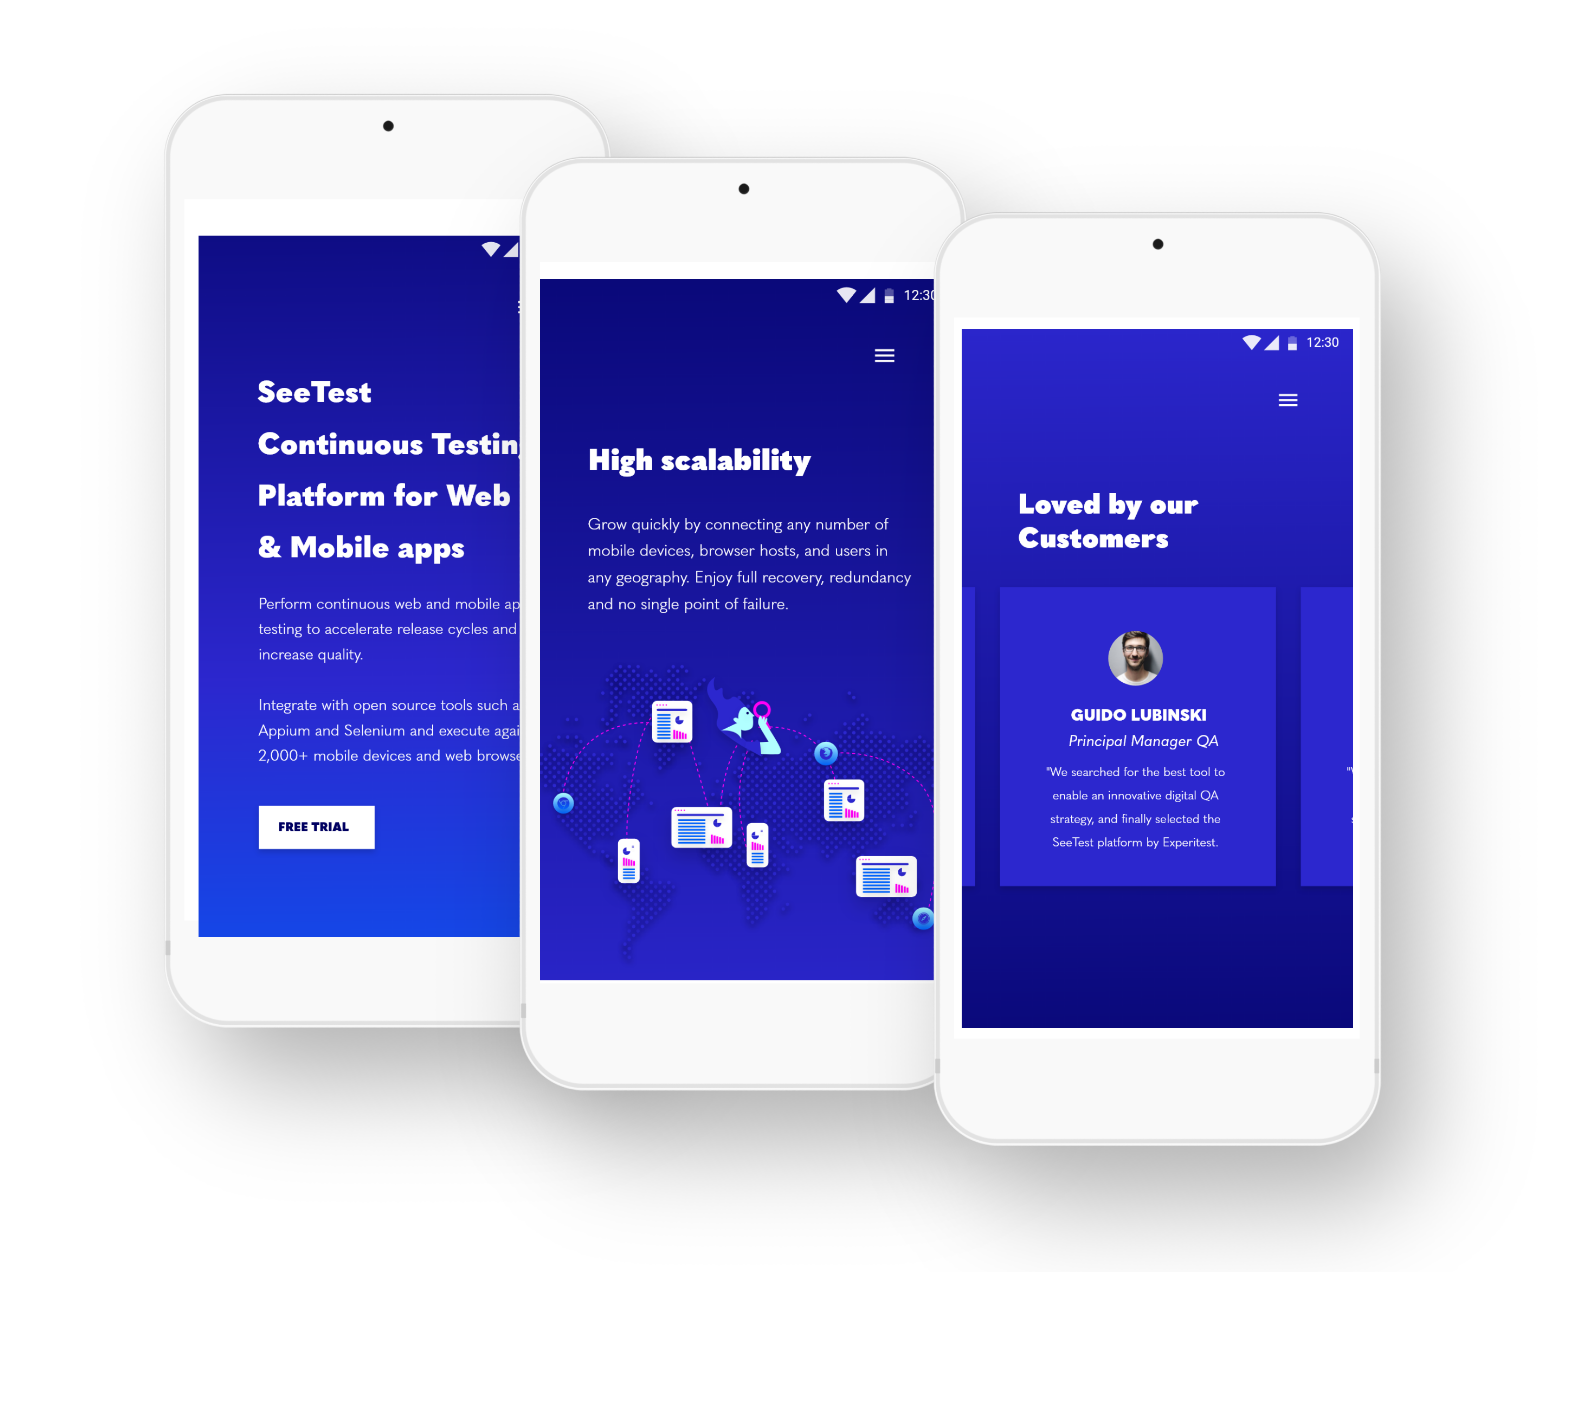 SeeTest
Continuous Testing
Platform for Web
& Mobile apps
Perform continuous web and mobile
testing to accelerate release cycles and
increase quality.
Integrate with open source tools such
Appium and Selenium and execute
2,000+ mobile devices and web
FREE TRIAL
12:30
High scalability
Grow quickly by connecting any number of
mobile devices, browser hosts, and users in
any geography. Enjoy full recovery, redundancy
and no single point of failure.
12:30
Loved by our
Customers
GUIDO LUBINSKI
Principal Manager QA
"We searched for the best tool to
enable an innovative digital QA
strategy, and finally selected the
SeeTest platform by Experitest.